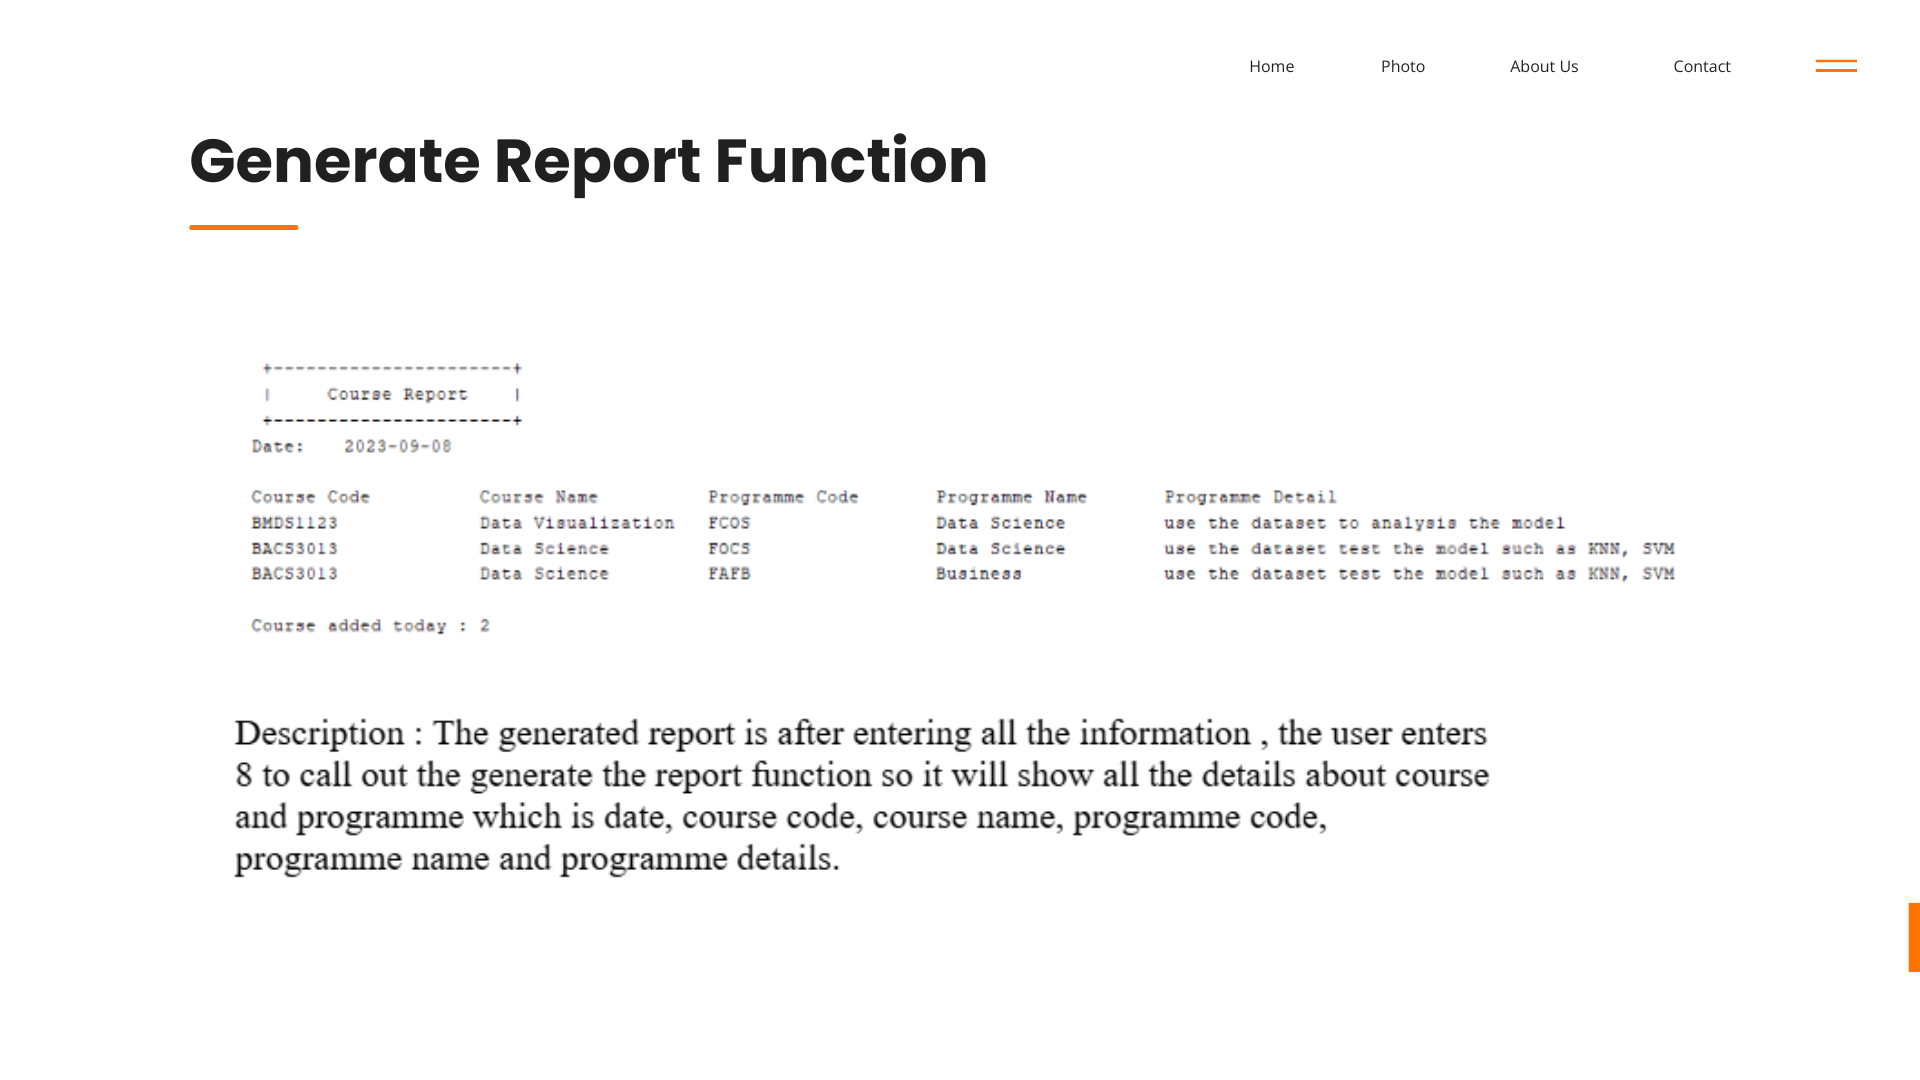 Home Photo About Us Contact
Generate Report Function
+----------------------+
| Course Report |
+----------------------+
Date: 2023-09-08
Course Code Course Name Programme Code Programme Name Programme Detail
BMDS1123 Data Visualization FCOS Data Science use the dataset to analysis the model
BACS3013 Data Science FOCS Data Science use the dataset test the model such as KNN, SVM
BACS3013 Data Science FAFB Business use the dataset test the model such as KNN, SVM
Course added today : 2
Description : The generated report is after entering all the information , the user enters
8 to call out the generate the report function so it will show all the details about course
and programme which is date, course code, course name, programme code,
programme name and programme details.